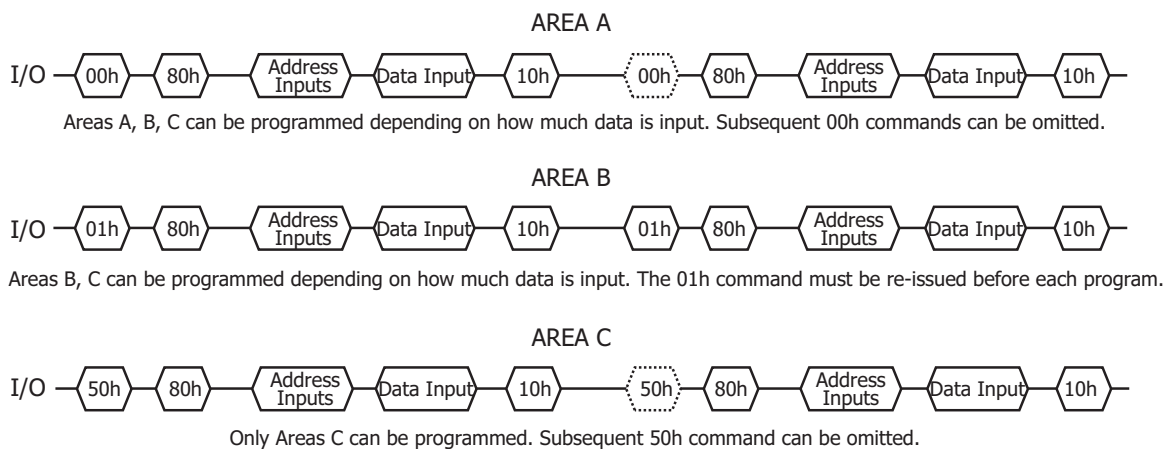 AREA A
I/O 00h 80h Address Inputs Data Input 10h 00h 80h Address Inputs Data Input 10h
Areas A, B, C can be programmed depending on how much data is input. Subsequent 00h commands can be omitted.
AREA B
I/O 01h 80h Address Inputs Data Input 10h 01h 80h Address Inputs Data Input 10h
Areas B, C can be programmed depending on how much data is input. The 01h command must be re-issued before each program.
AREA C
I/O 50h 80h Address Inputs Data Input 10h 50h 80h Address Inputs Data Input 10h
Only Areas C can be programmed. Subsequent 50h command can be omitted.